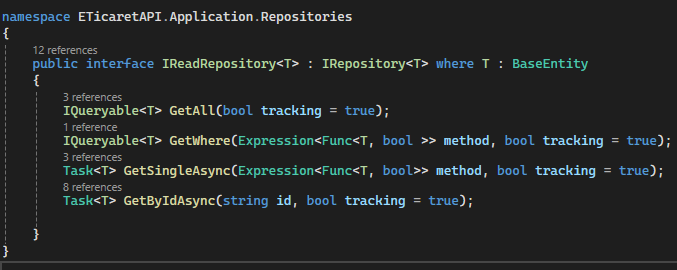 namespace ETicaretAPI.Application.Repositories
{
12 references
public interface IReadRepository<T> : IRepository<T> where T : BaseEntity
{
3 references
IQueryable<T> GetAll(bool tracking = true);
1 reference
IQueryable<T> GetWhere(Expression<Func<T, bool >> method, bool tracking = true);
3 references
Task<T> GetSingleAsync(Expression<Func<T, bool>> method, bool tracking = true);
8 references
Task<T> GetByIdAsync(string id, bool tracking = true);
}
}